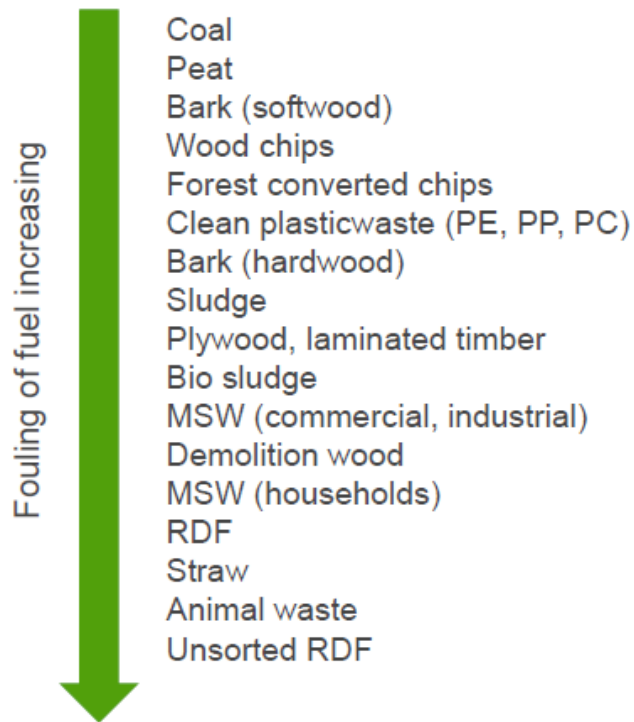 Fouling of fuel increasing
Coal
Peat
Bark (softwood)
Wood chips
Forest converted chips
Clean plasticwaste (PE, PP, PC)
Bark (hardwood)
Sludge
Plywood, laminated timber
Bio sludge
MSW (commercial, industrial)
Demolition wood
MSW (households)
RDF
Straw
Animal waste
Unsorted RDF